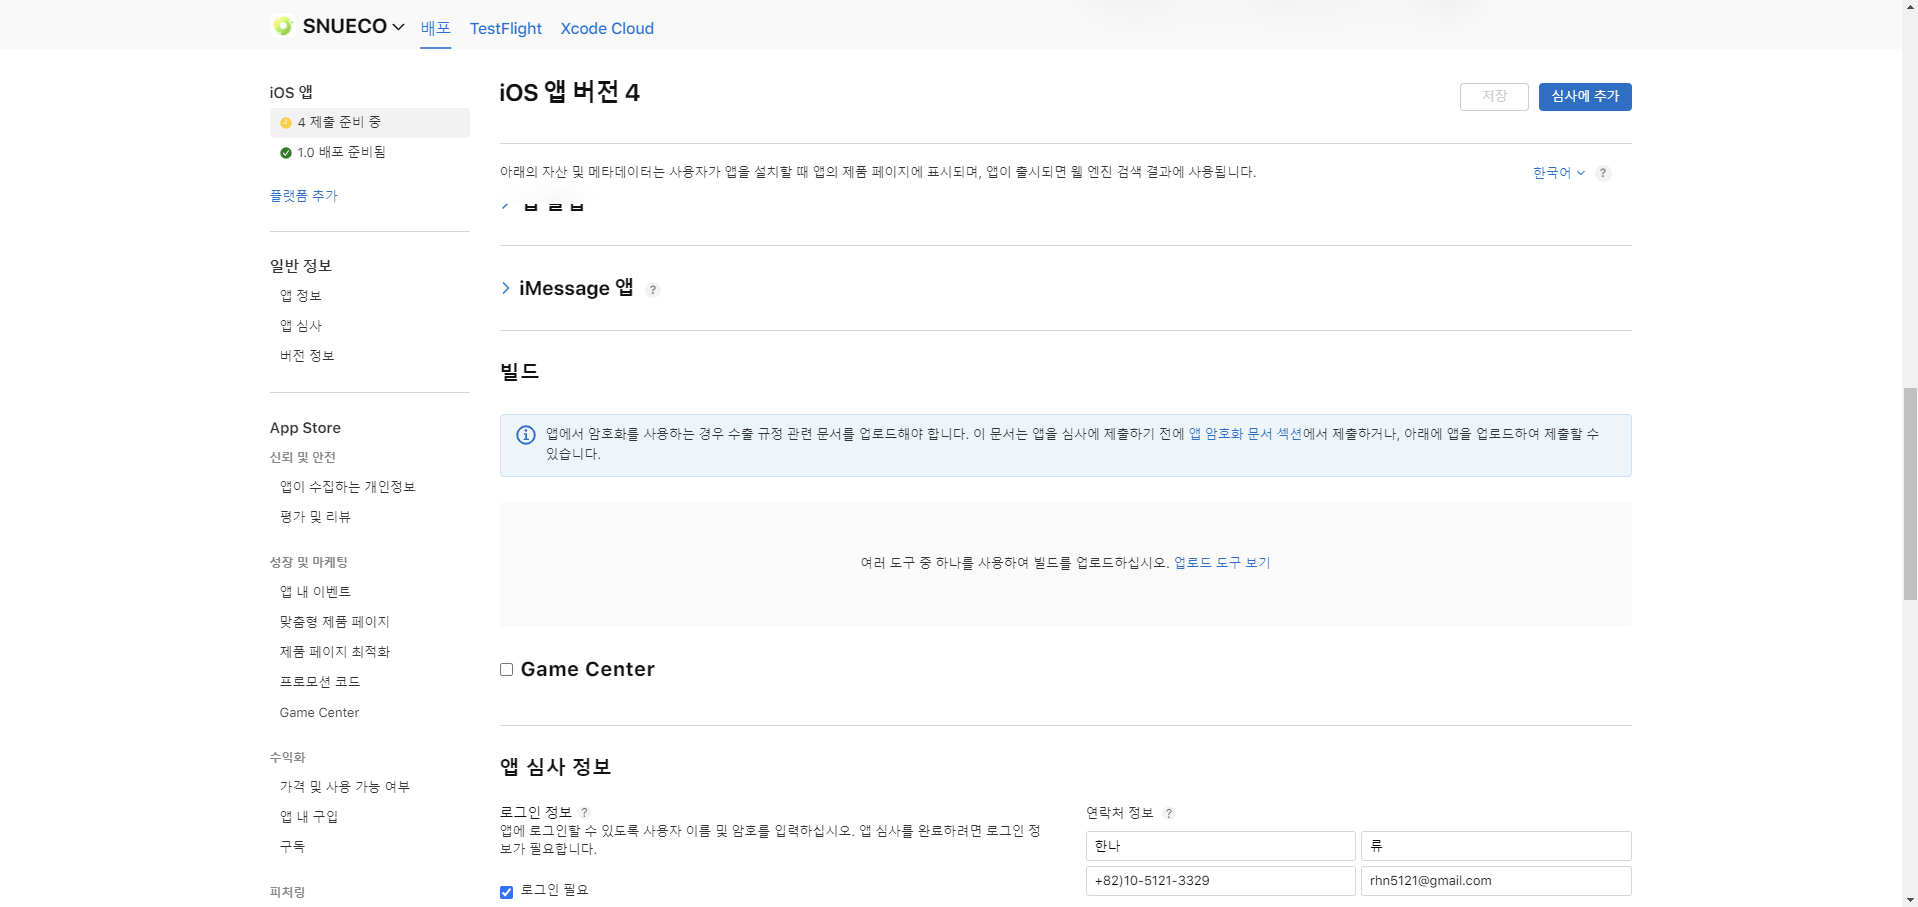 SNUECO
배포
TestFlight
Xcode Cloud
iOS 앱
4 제출 준비 중
1.0 배포 준비됨
플랫폼 추가
일반 정보
앱 정보
앱 심사
버전 정보
App Store
신뢰 및 안전
앱이 수집하는 개인정보
평가 및 리뷰
성장 및 마케팅
앱 내 이벤트
맞춤형 제품 페이지
제품 페이지 최적화
프로모션 코드
Game Center
수익화
가격 및 사용 가능 여부
앱 내 구입
구독
피처링
iOS 앱 버전 4
저장
심사에 추가
아래의 자산 및 메타데이터는 사용자가 앱을 설치할 때 앱의 제품 페이지에 표시되며, 앱이 출시되면 웹 엔진 검색 결과에 사용됩니다.
한국어
?
iMessage 앱 ?
빌드
앱에서 암호화를 사용하는 경우 수출 규정 관련 문서를 업로드해야 합니다. 이 문서는 앱을 심사에 제출하기 전에 앱 암호화 문서 섹션에서 제출하거나, 아래에 앱을 업로드하여 제출할 수
있습니다.
여러 도구 중 하나를 사용하여 빌드를 업로드하십시오. 업로드 도구 보기
Game Center
앱 심사 정보
로그인 정보 ?
앱에 로그인할 수 있도록 사용자 이름 및 암호를 입력하십시오. 앱 심사를 완료하려면 로그인 정
보가 필요합니다.
로그인 필요
연락처 정보 ?
한나
류
+82)10-5121-3329
rhn5121@gmail.com